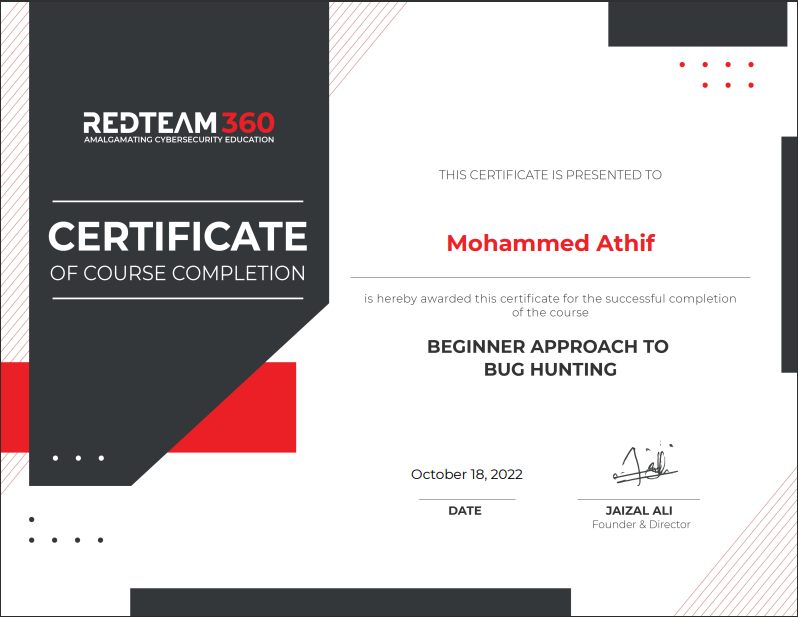 REDTEAM 360
AMALGAMATING CYBERSECURITY EDUCATION
CERTIFICATE
OF COURSE COMPLETION
THIS CERTIFICATE IS PRESENTED TO
Mohammed Athif
is hereby awarded this certificate for the successful completion
of the course
BEGINNER APPROACH TO
BUG HUNTING
October 18, 2022
DATE
JAIZAL ALI
Founder & Director